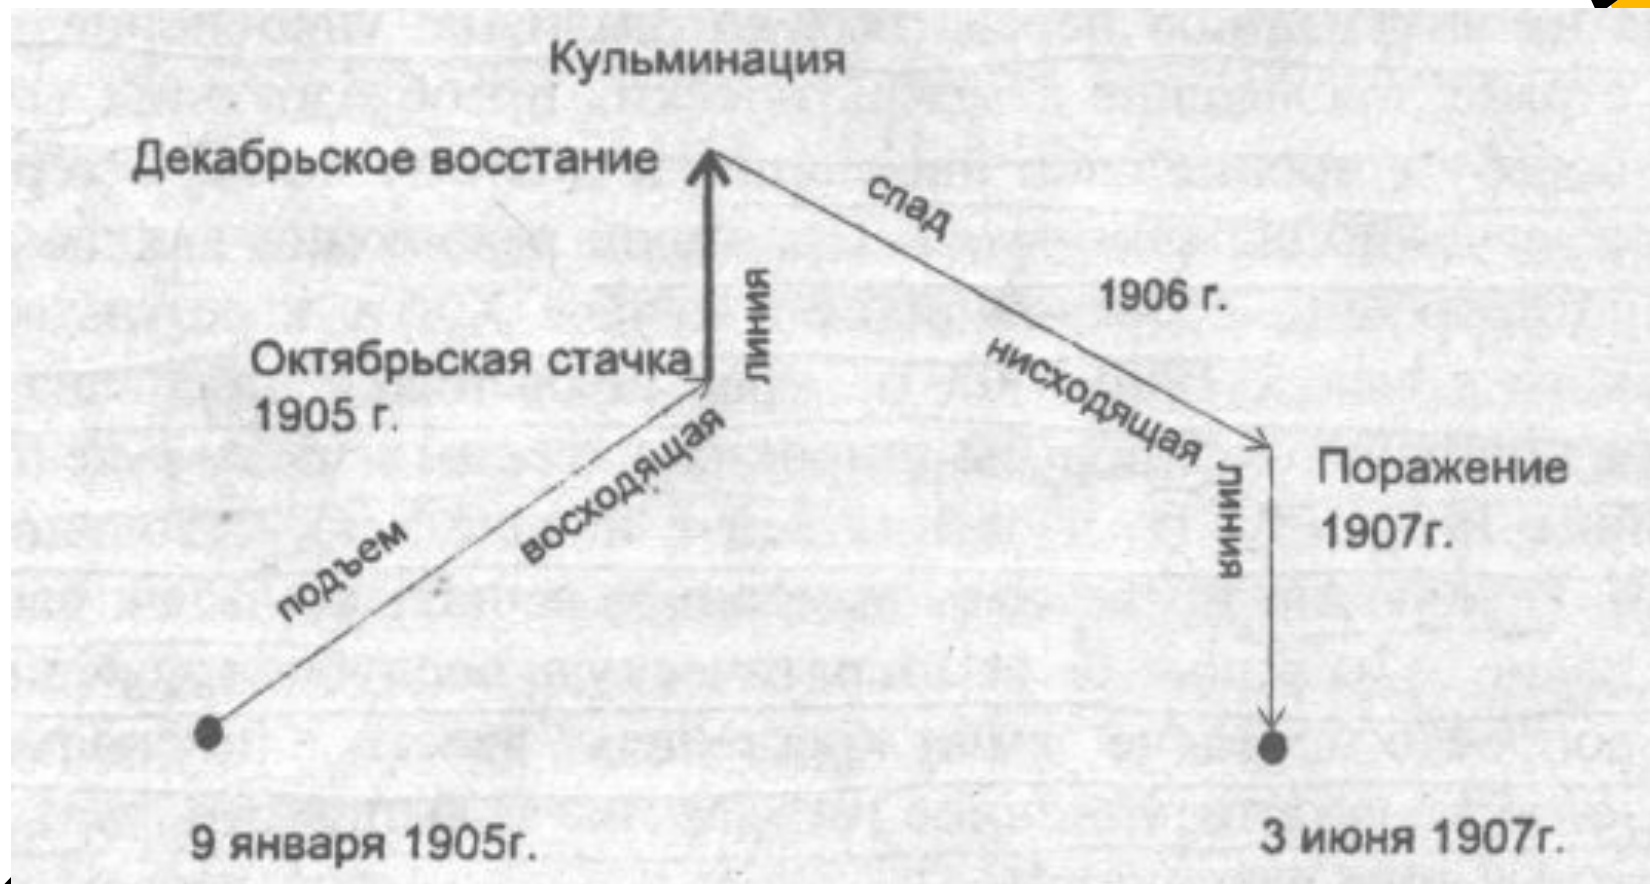 Кульминация
Декабрьское восстание
спад
линия
1906 г.
Октябрьская стачка
1905 г.
нисходящая
восходящая
линия
Поражение
1907г.
подъем
9 января 1905г.
3 июня 1907г.